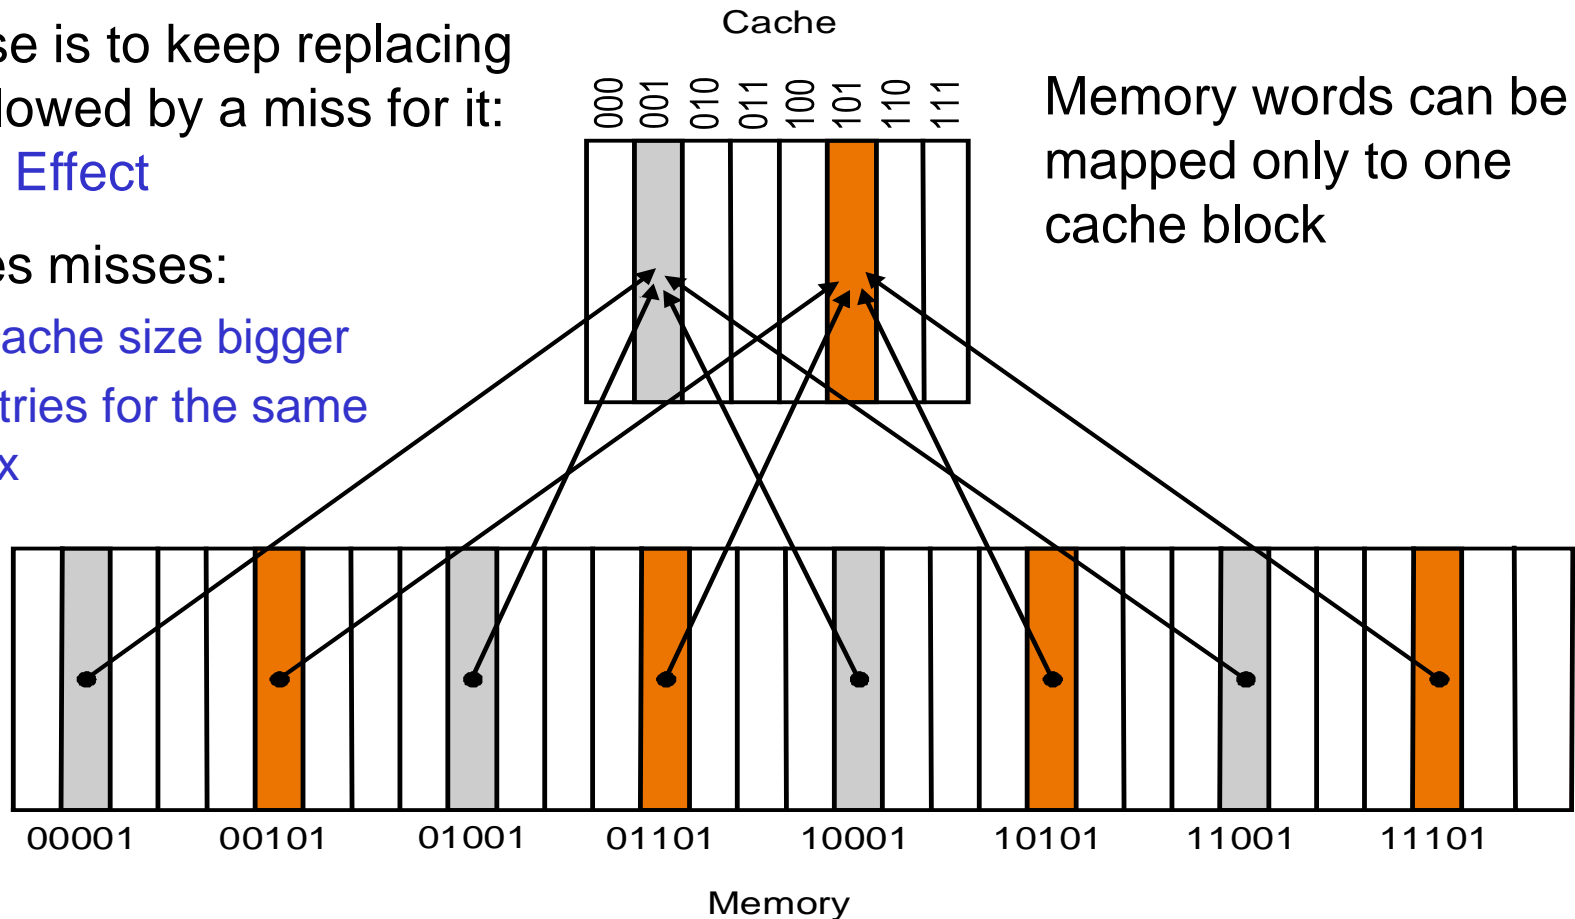 se is to keep replacing
lowed by a miss for it:
Effect
es misses:
ache size bigger
tries for the same
x
Cache
000 001 010 011 100 101 110 111
Memory words can be
mapped only to one
cache block
00001 00101 01001 01101 10001 10101 11001 11101
Memory